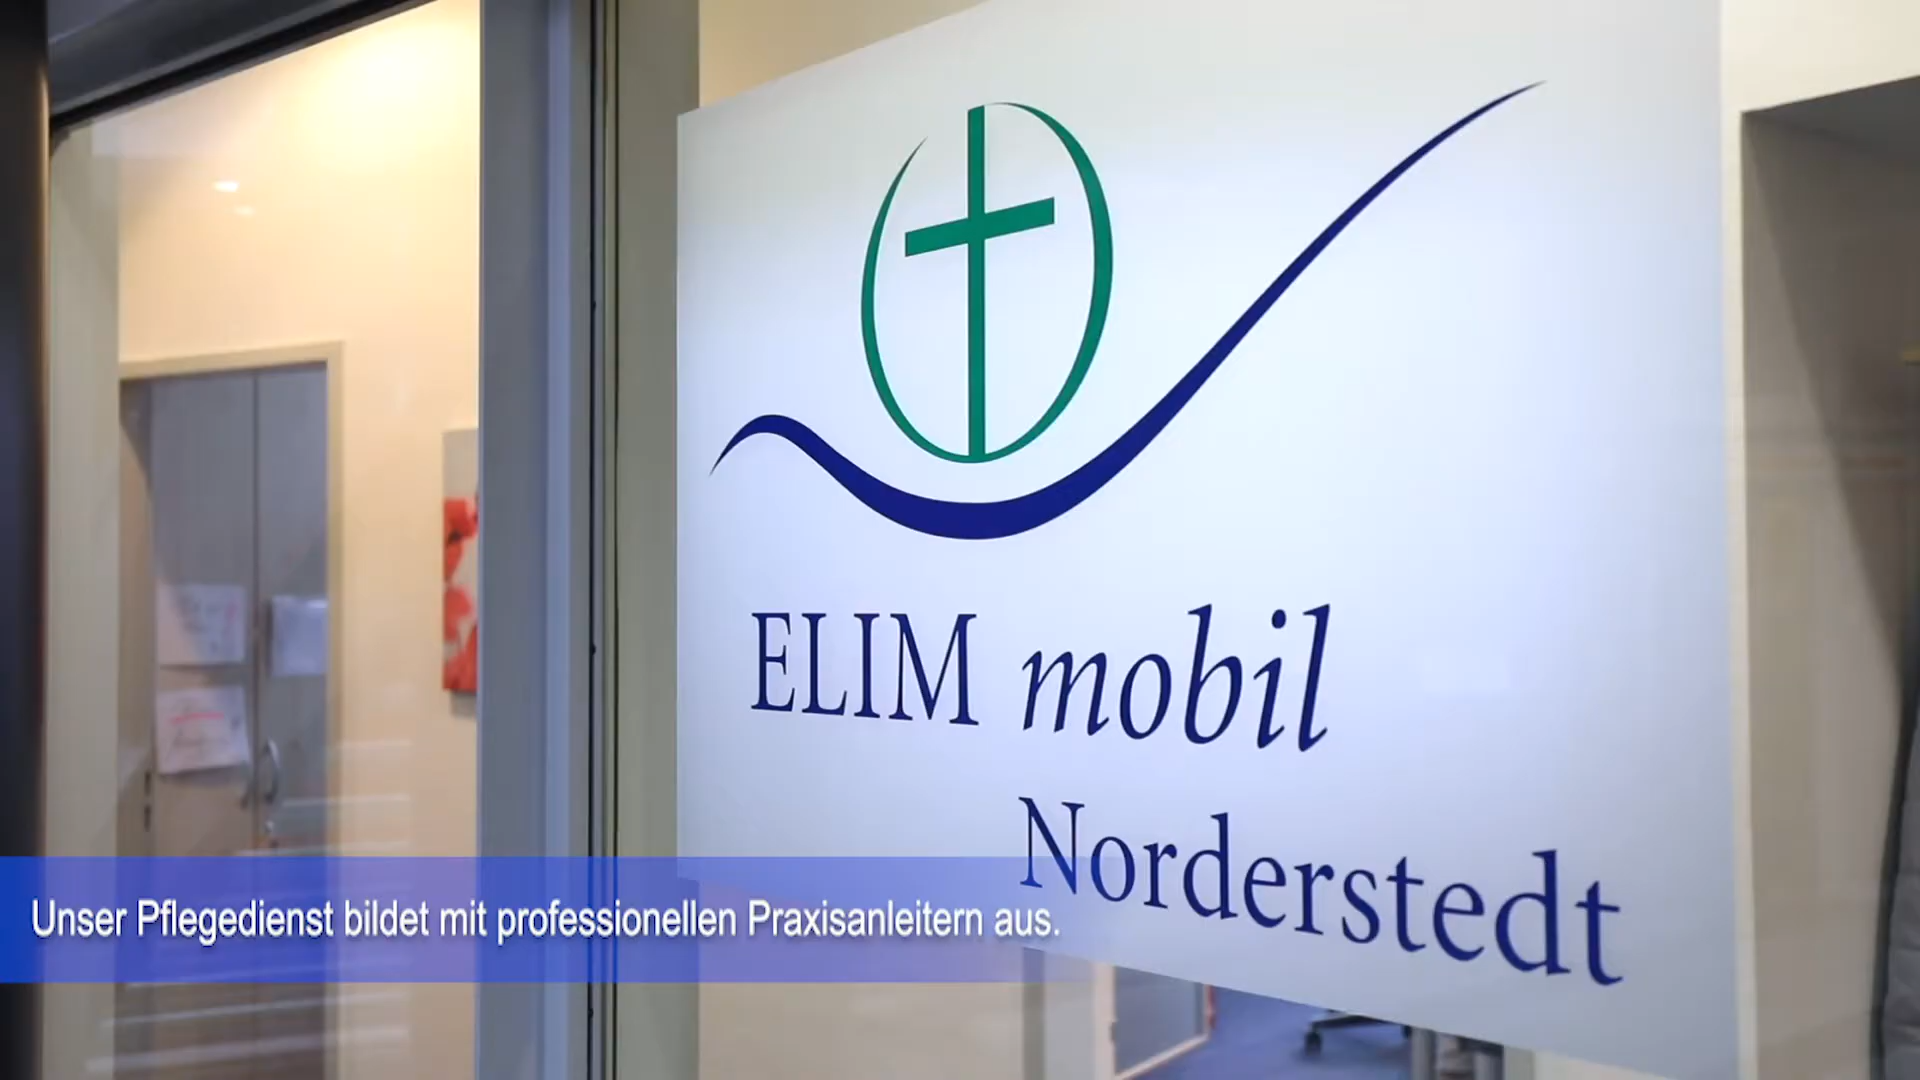 ELIM mobil
Norderstedt
Unser Pflegedienst bildet mit professionellen Praxisanleitern aus.